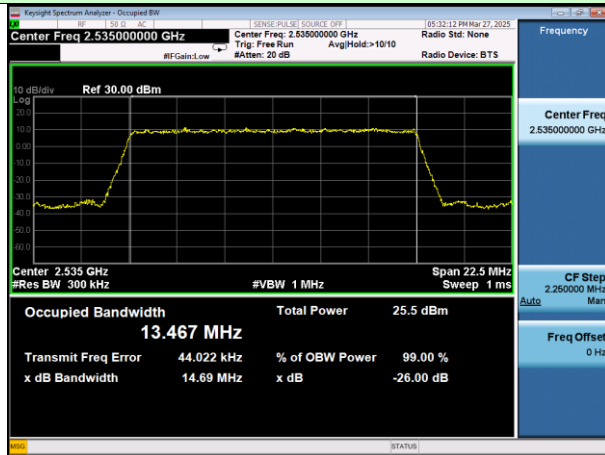 Keysight Spectrum Analyzer - Occupied BW
RF 50 Ω AC SENSE:PULSE SOURCE OFF 05:32:12 PM Mar 27, 2025
Center Freq 2.535000000 GHz
Center Freq: 2.535000000 GHz
Radio Std: None
Trig: Free Run Avg|Hold:>10/10
#IFGain:Low #Atten: 20 dB Radio Device: BTS
10 dB/div Ref 30.00 dBm
Log
20.0
10.0
0.00
-10.0
-20.0
-30.0
-40.0
-50.0
-60.0
Center 2.535 GHz Span 22.5 MHz
#Res BW 300 kHz #VBW 1 MHz Sweep 1 ms
Occupied Bandwidth Total Power 25.5 dBm
13.467 MHz
Transmit Freq Error 44.022 kHz % of OBW Power 99.00 %
x dB Bandwidth 14.69 MHz x dB -26.00 dB
MSG STATUS
Frequency
Center Freq
2.535000000 GHz
CF Step
2.250000 MHz
Auto Man
Freq Offset
0 Hz